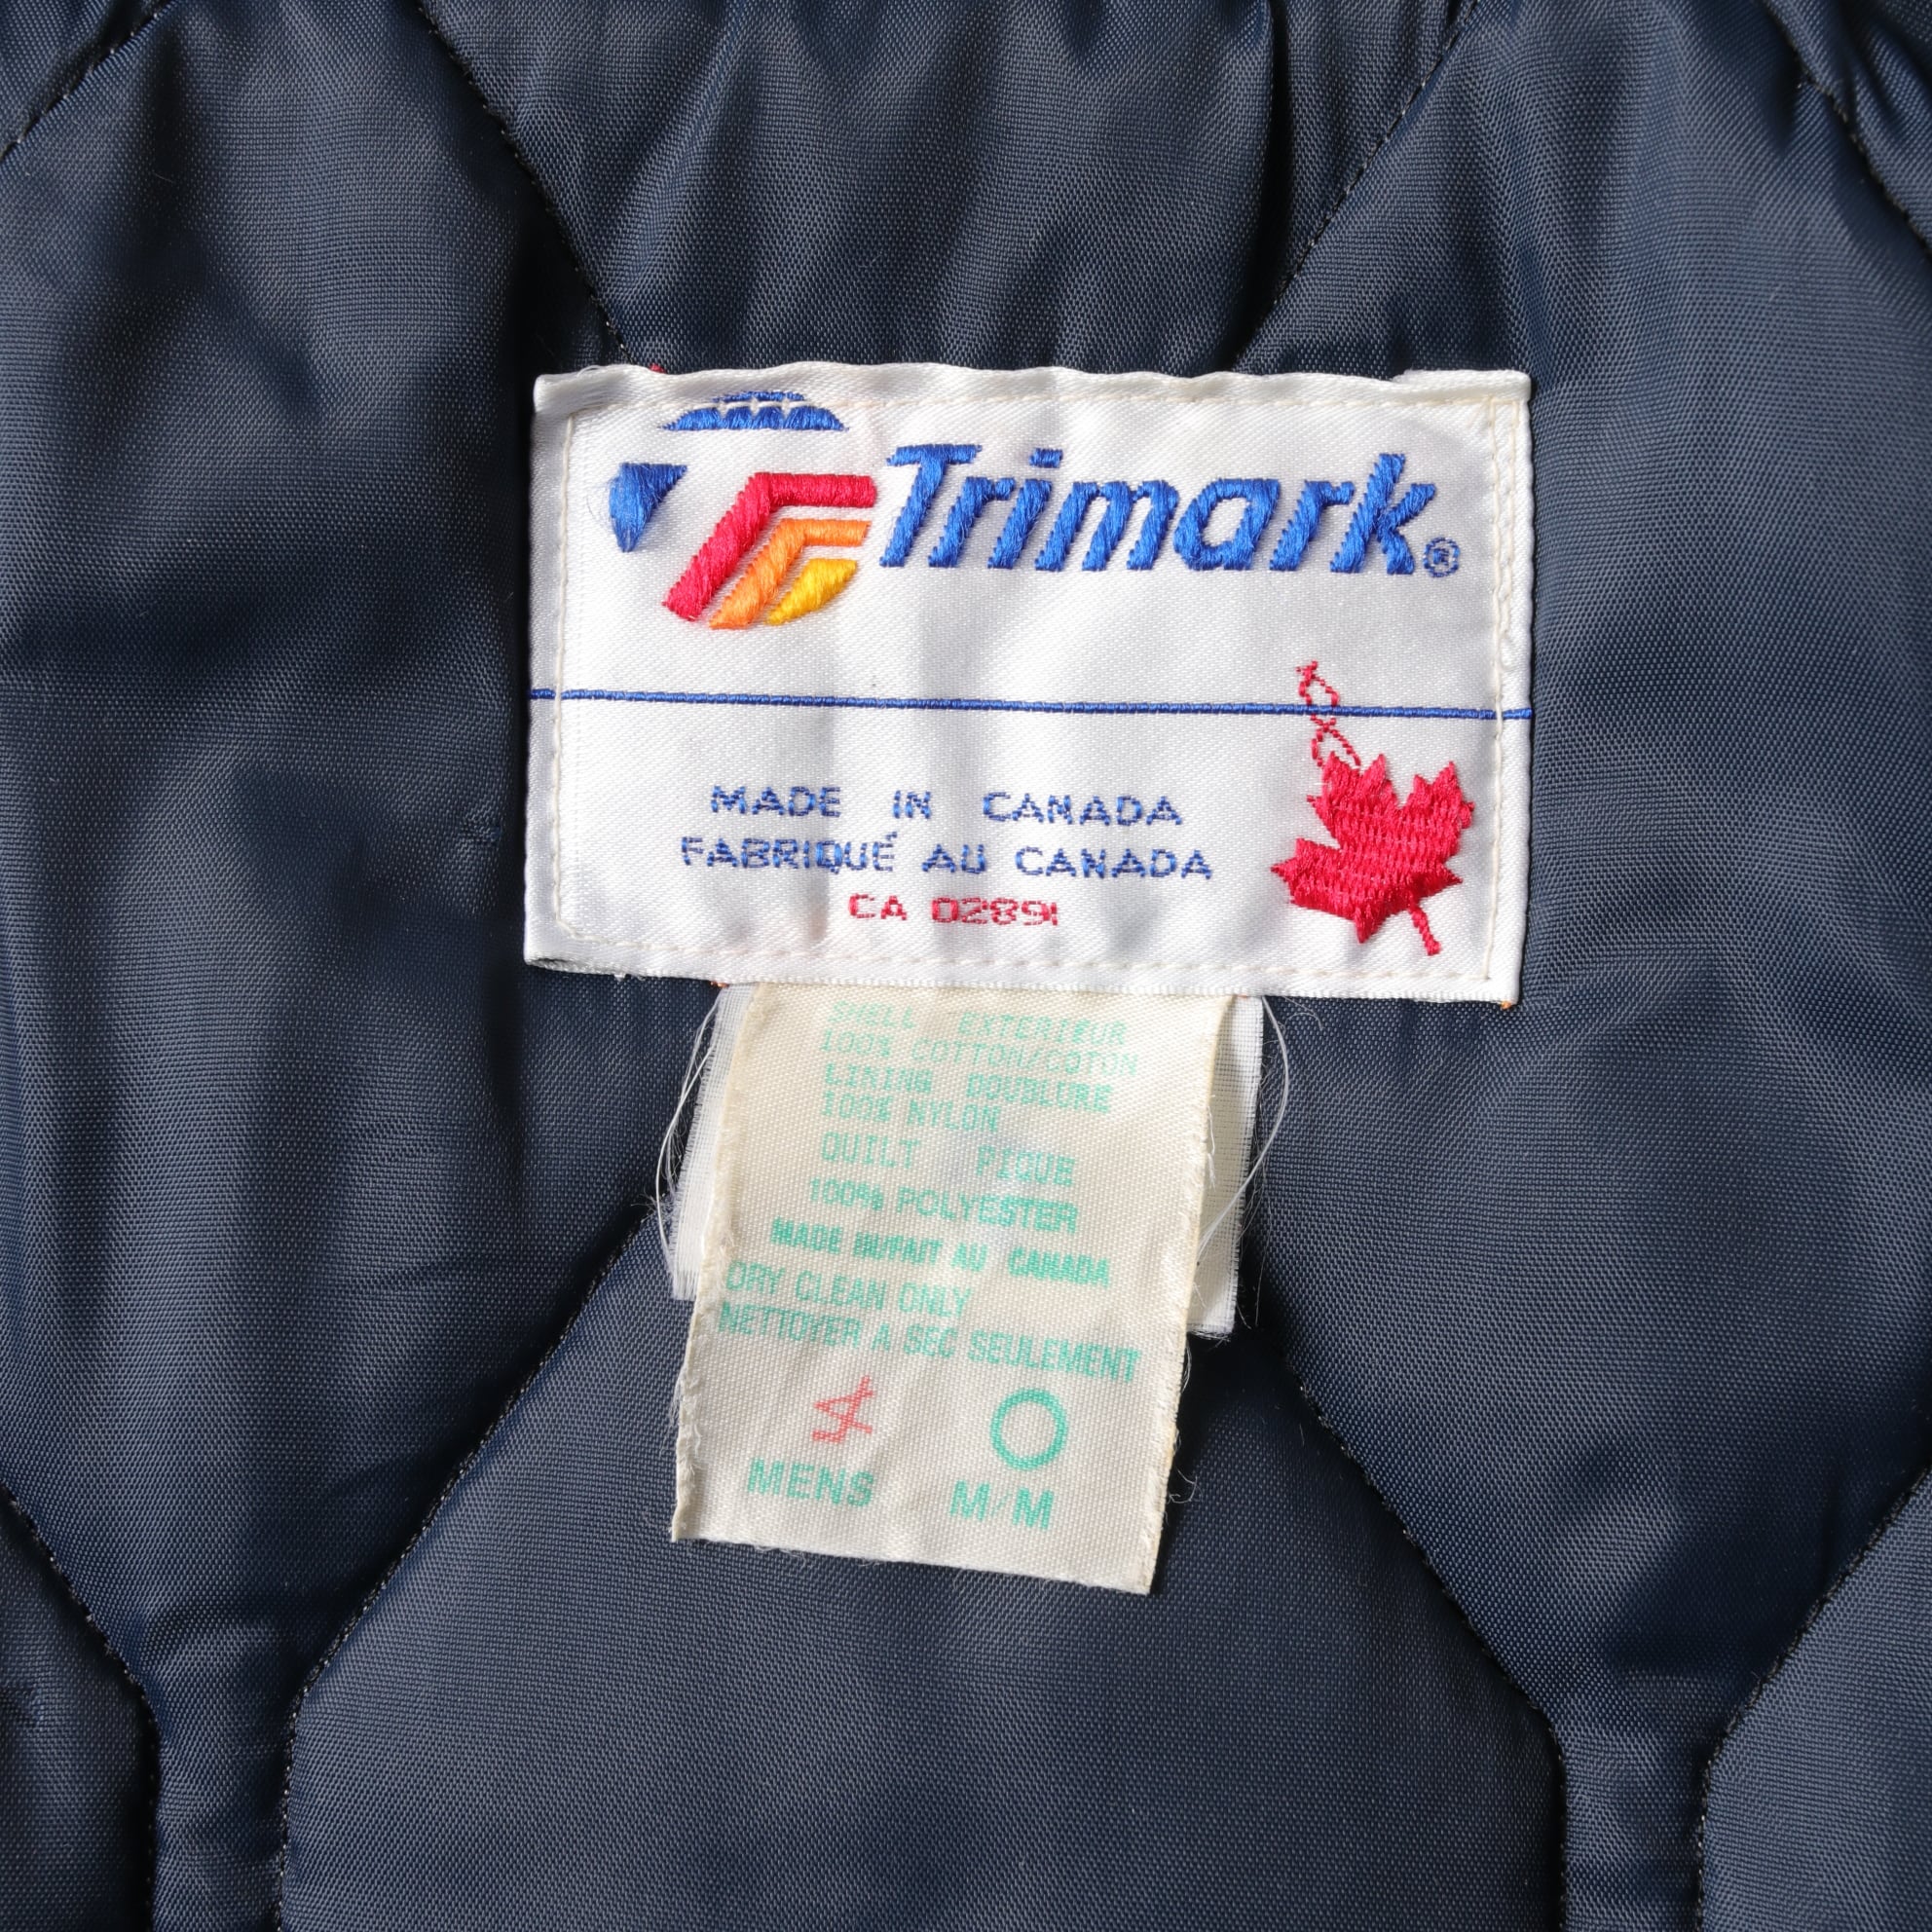 Trimark®
MADE IN CANADA
FABRIQUÉ AU CANADA
CA 02891
SHELL EXTERIEUR
100% COTTON/COTON
LINING DOUBLURE
100% NYLON
QUILT PIQUE
100% POLYESTER
MADE IN/FAIT AU CANADA
DRY CLEAN ONLY
NETTOYER A SEC SEULEMENT
MENS M/M